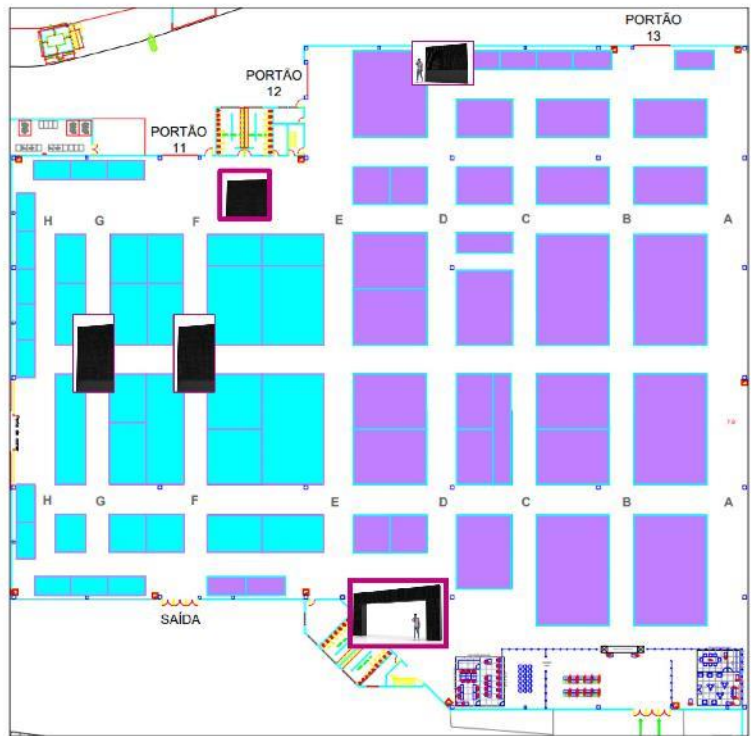 PORTÃO
13
PORTÃO
12
PORTÃO
11
H G F E D C B A
H G F E D C B A
SAÍDA